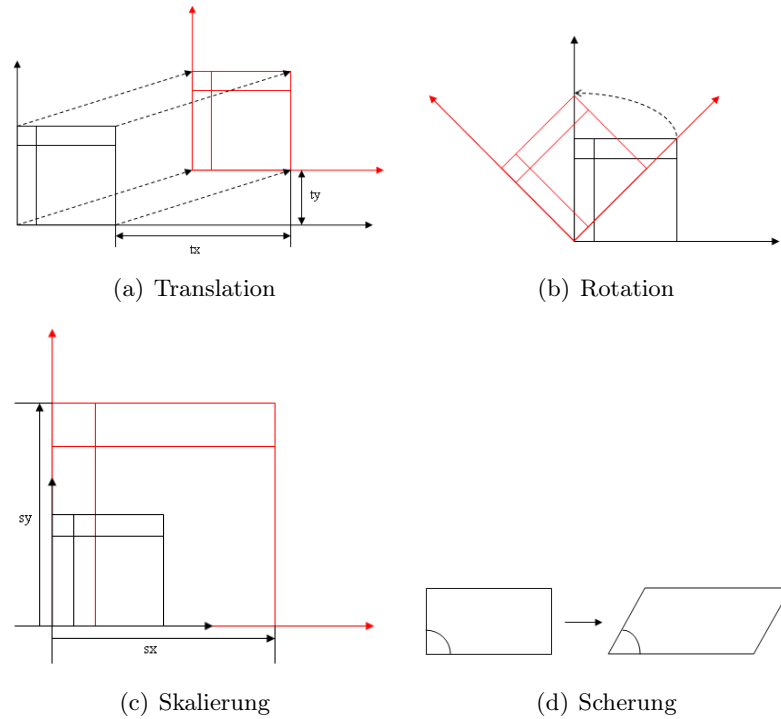 ty
tx
(a) Translation
(b) Rotation
sy
sx
(c) Skalierung
(d) Scherung